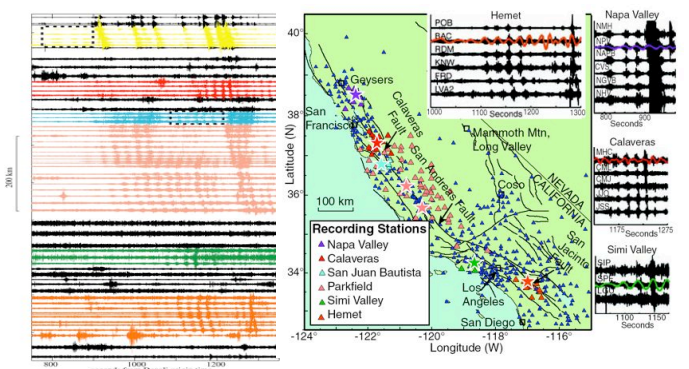 200 km
800
1000
1200
40°
38°
36°
34°
Latitude (N)
Geysers
San
Francisco
Calaveras
Fault
San Andreas Fault
Mammoth Mtn,
Long Valley
Coso
NEVADA
CALIFORNIA
San
Jacinto
Fault
Los
Angeles
San Diego
100 km
Recording Stations
Napa Valley
Calaveras
San Juan Bautista
Parkfield
Simi Valley
Hemet
-124
-122
-120
-118
-116
Longitude (W)
Hemet
POB
BAC
RDM
KNW
FRD
LVA2
1000
1100
1200
1300
Seconds
Napa Valley
NMH
CVS
NGVB
800
900
Seconds
Calaveras
MHC
CMJ
1175
1275
Seconds
Simi Valley
SIP
SPF
1100
1150
Seconds